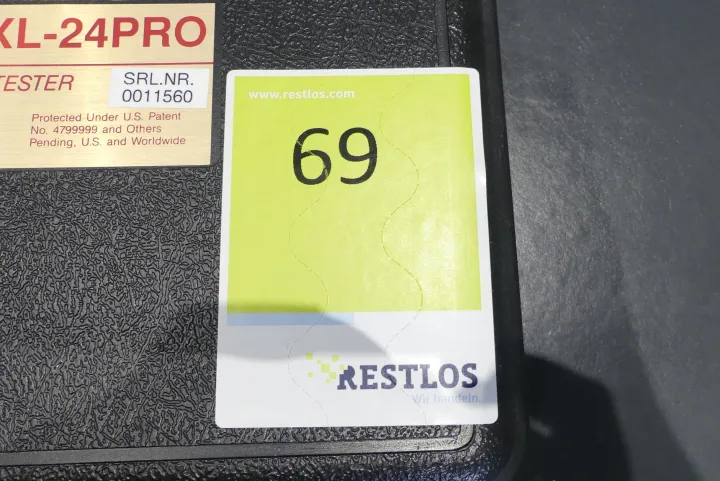 XL-24PRO
TESTER
SRL.NR.
0011560
Protected Under U.S. Patent
No. 4799999 and Others
Pending, U.S. and Worldwide
www.restlos.com
69
RESTLOS
Wir handeln.